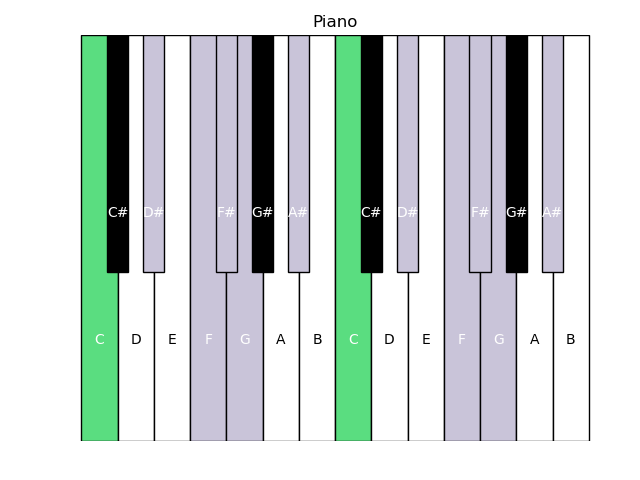 Piano
C# D# F# G# A# C# D# F# G# A#
C D E F G A B C D E F G A B